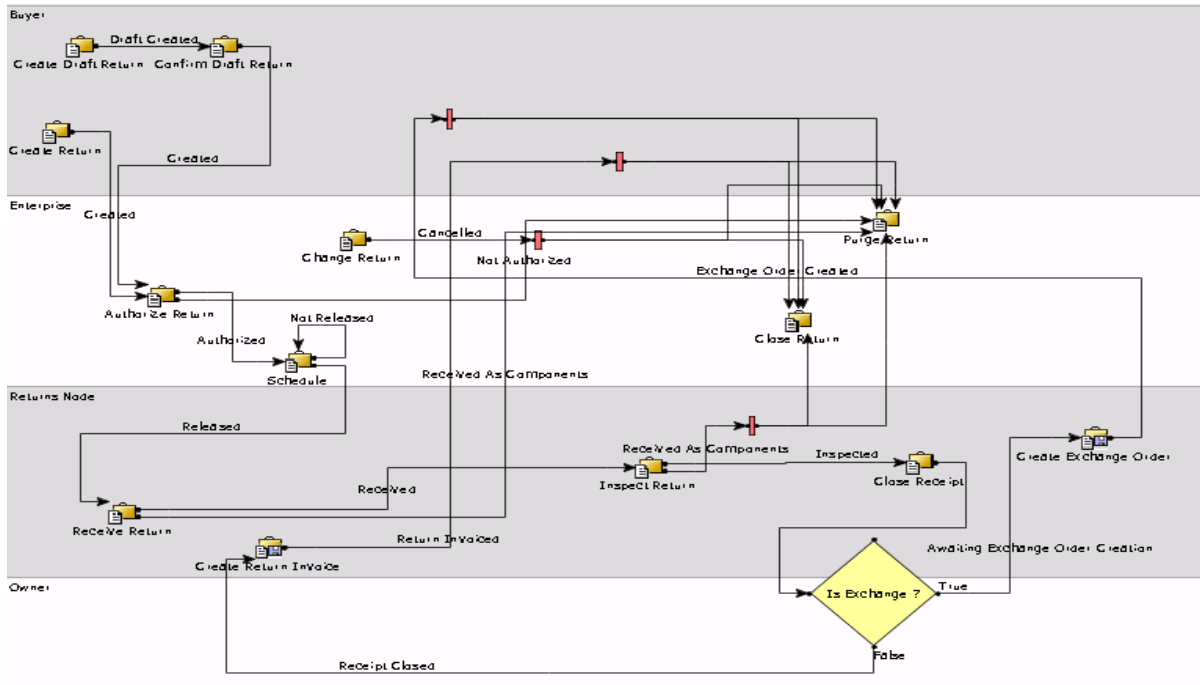 Buyer
Draft Created
Create Draft Return
Confirm Draft Return
Create Return
Created
Enterprise
Created
Cancelled
Purge Return
Change Return
Not Authorized
Exchange Order Created
Authorize Return
Not Released
Authorized
Close Return
Schedule
Received As Components
Returns Node
Released
Received As Components
Inspected
Create Exchange Order
Received
Inspect Return
Close Receipt
Receive Return
Return Invoiced
Awaiting Exchange Order Creation
Create Return Invoice
Owner
True
Is Exchange ?
False
Receipt Closed